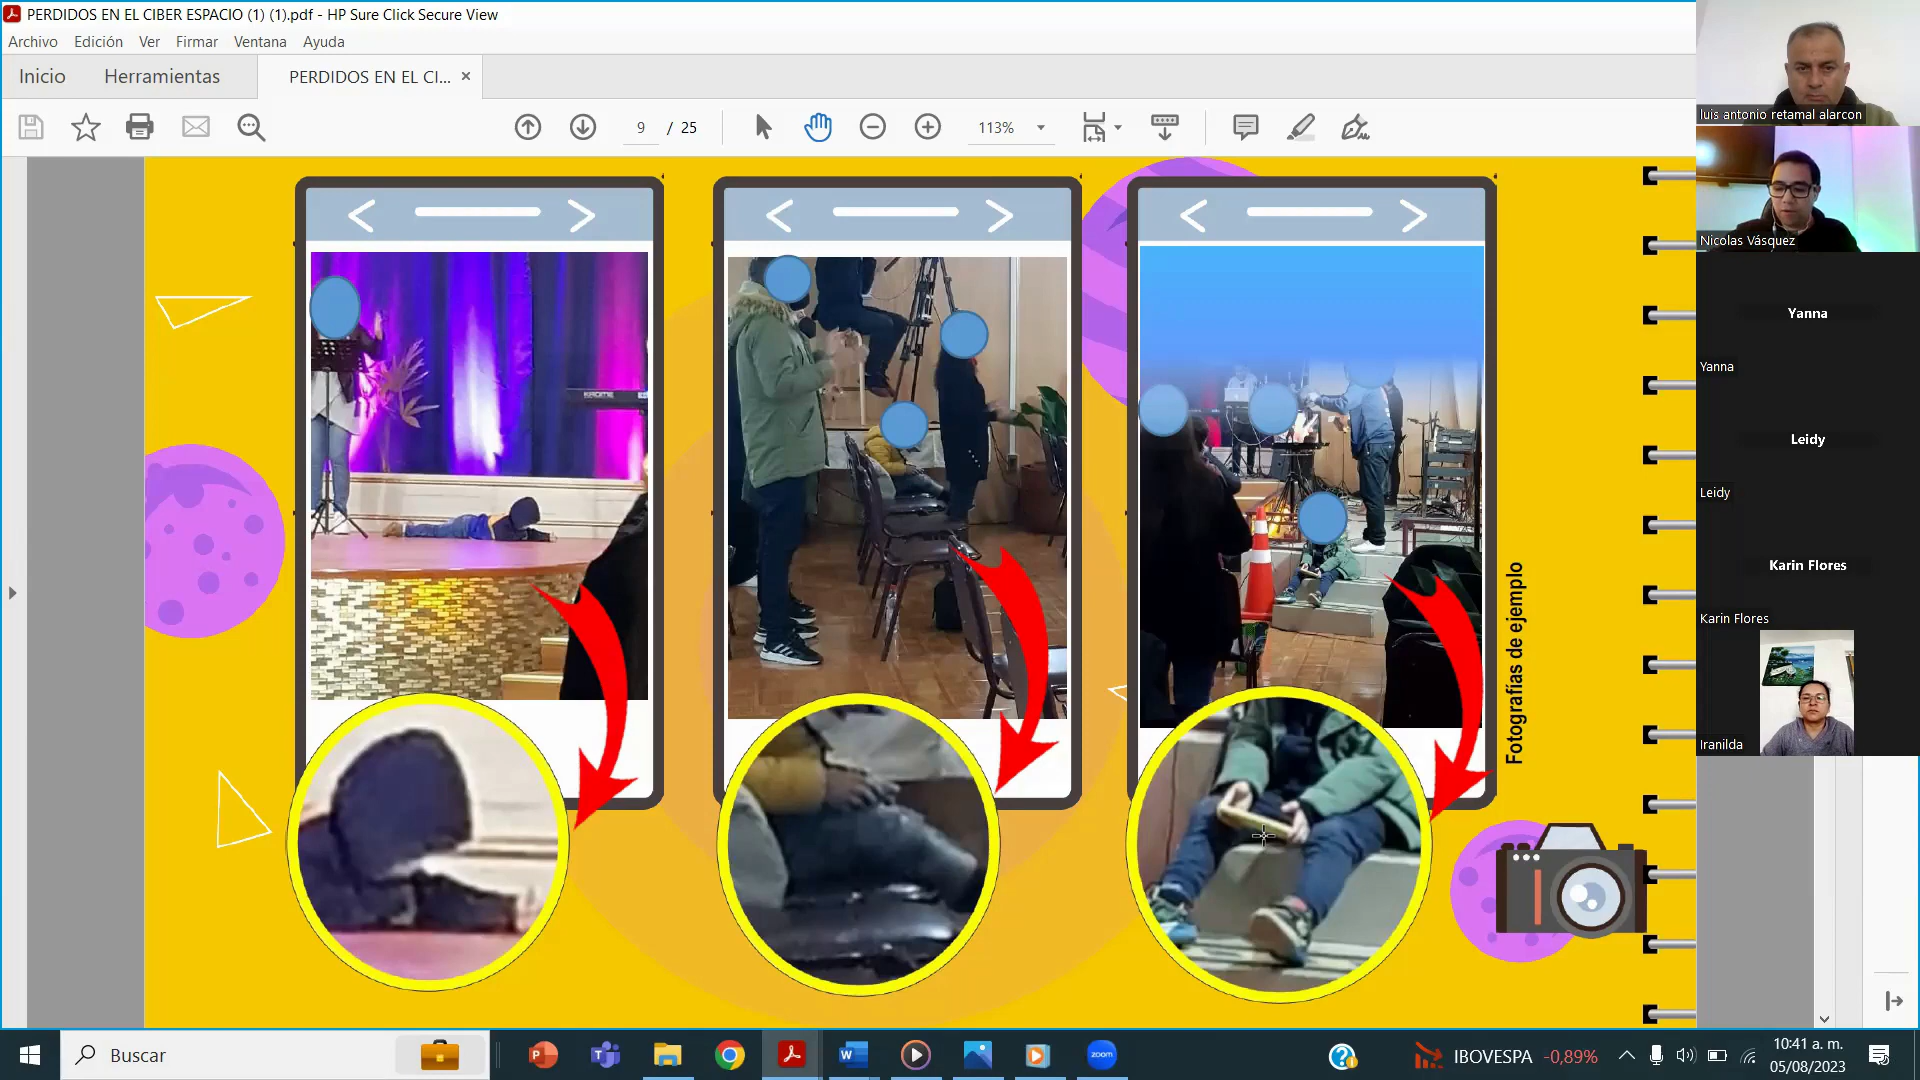 PERDIDOS EN EL CIBER ESPACIO (1) (1).pdf - HP Sure Click Secure View
Archivo Edición Ver Firmar Ventana Ayuda
Inicio Herramientas PERDIDOS EN EL CI... ×
9 / 25 113%
luis antonio retamal alarcon
Nicolas Vásquez
Yanna
Yanna
Leidy
Leidy
Karin Flores
Karin Flores
Iranilda
KROME
Fotografías de ejemplo
Buscar
zoom
IBOVESPA -0,89%
10:41 a. m.
05/08/2023